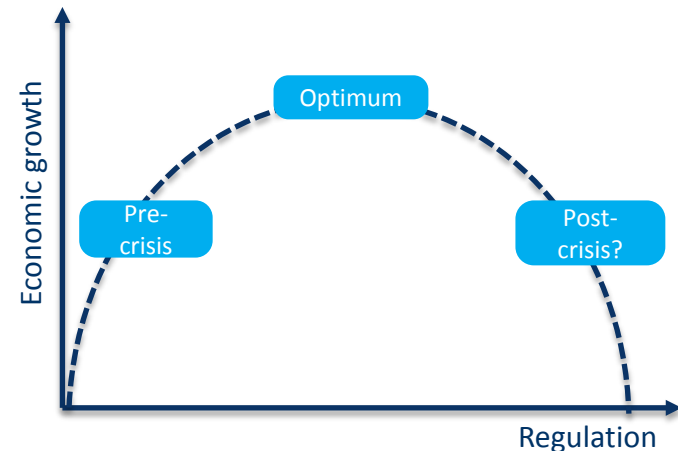 Economic growth
Optimum
Pre-
crisis
Post-
crisis?
Regulation